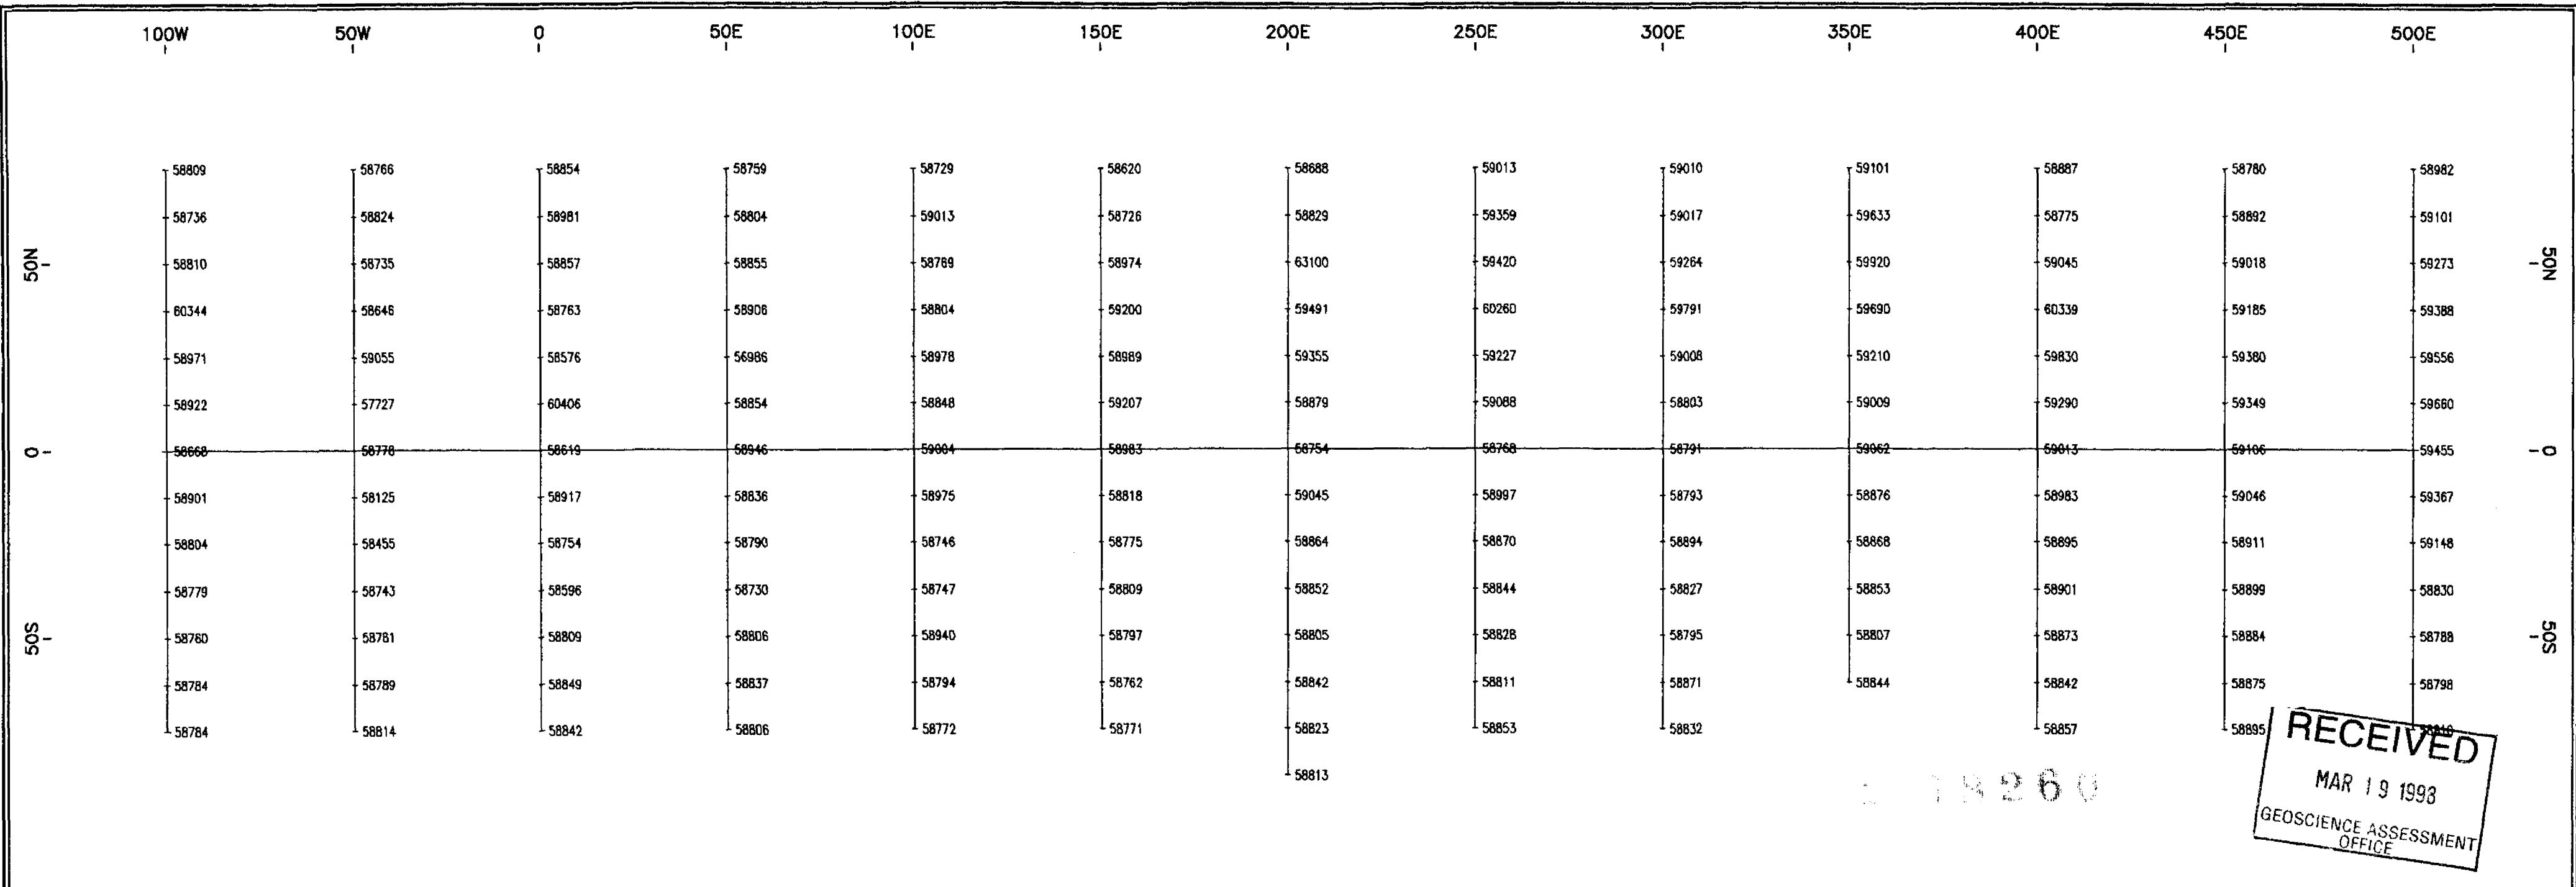 100W 50W 0 50E 100E 150E 200E 250E 300E 350E 400E 450E 500E
58809 58766 58854 58759 58729 58620 58688 59013 59010 59101 58887 58780 58982
58736 58824 58981 58804 59013 58726 58829 59359 59017 59633 58775 58892 59101
50N 58810 58735 58857 58855 58769 58974 63100 59420 59264 59920 59045 59018 59273 50N
60344 58646 58763 58906 58804 59200 59491 60260 59791 59690 60339 59185 59388
58971 59055 58576 56986 58978 58989 59355 59227 59008 59210 59830 59380 59556
58922 57727 60406 58854 58848 59207 58879 59088 58803 59009 59290 59349 59660
0 58668 58778 58619 58946 59004 58983 58754 58768 58791 59062 59013 59106 59455 0
58901 58125 58917 58836 58975 58818 59045 58997 58793 58876 58983 59046 59367
58804 58455 58754 58790 58746 58775 58864 58870 58894 58868 58895 58911 59148
58779 58743 58596 58730 58747 58809 58852 58844 58827 58853 58901 58899 58830
50S 58760 58761 58809 58806 58940 58797 58805 58828 58795 58807 58873 58884 58788 50S
58784 58789 58849 58837 58794 58762 58842 58811 58871 58844 58842 58875 58798
58784 58814 58842 58806 58772 58771 58823 58853 58832 58857 58895
58813
RECEIVED
MAR 19 1998
GEOSCIENCE ASSESSMENT
OFFICE